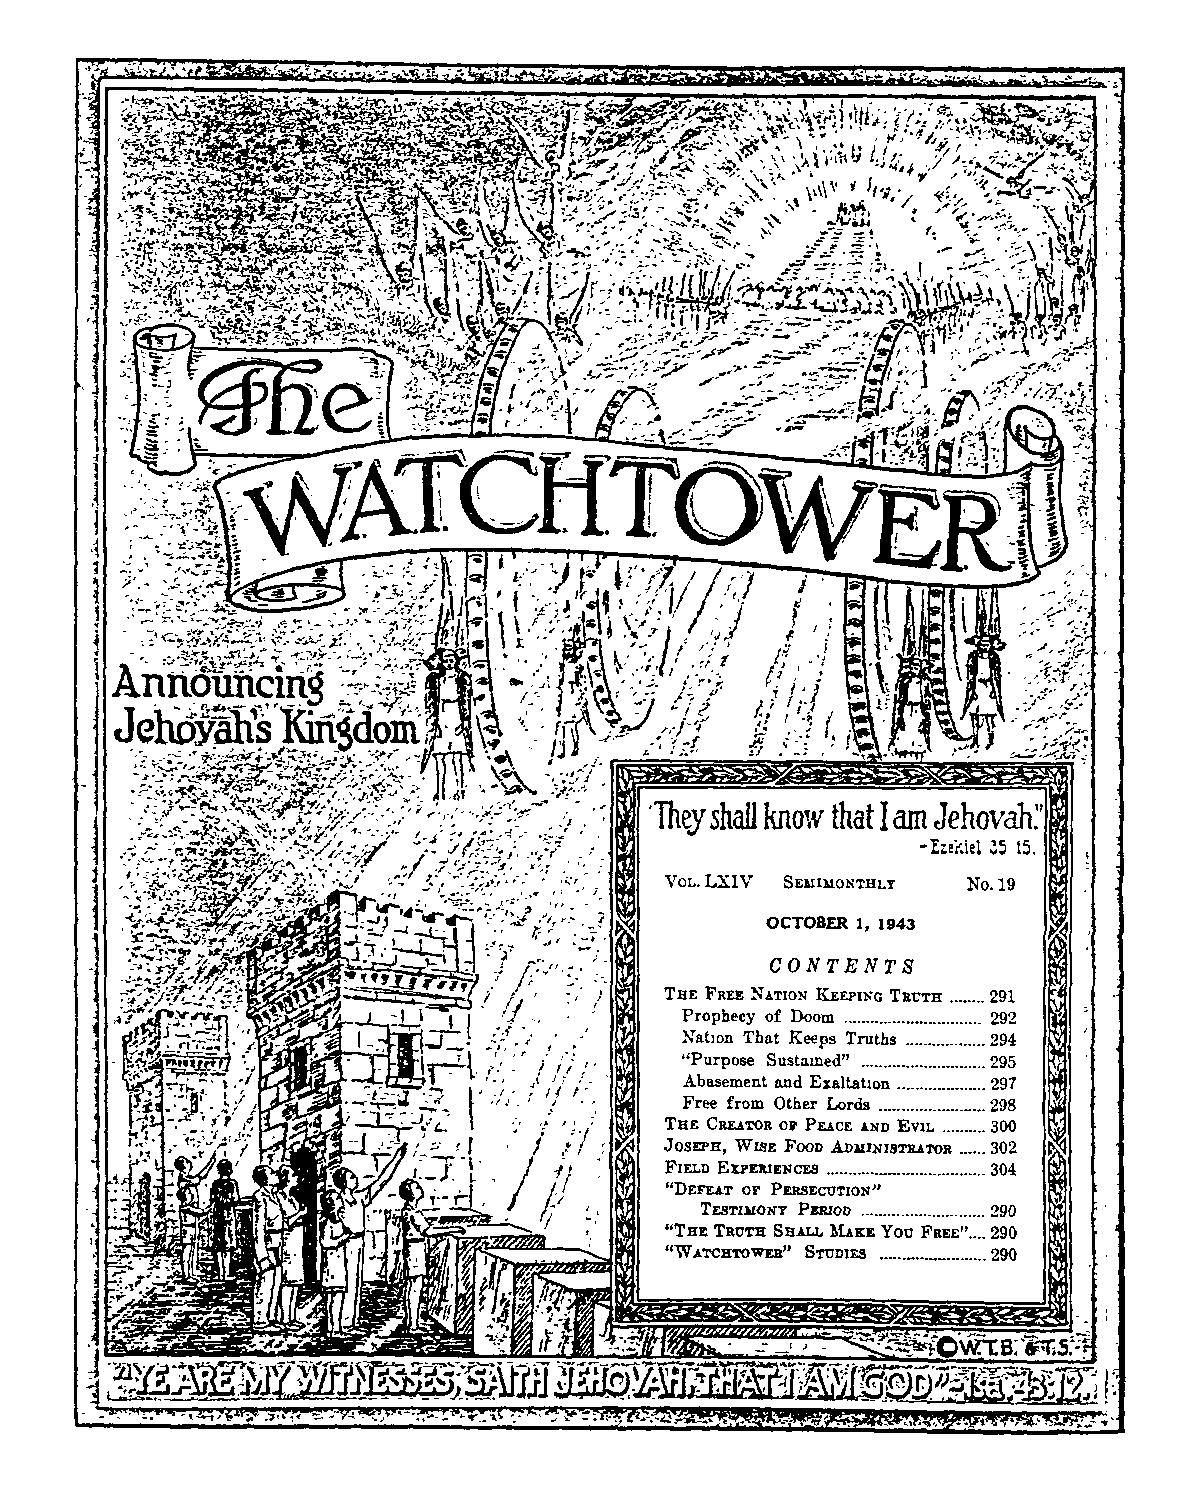 The
WATCHTOWER
Announcing
Jehovah's Kingdom
"They shall know that I am Jehovah."
-Ezekiel 35 15.
VOL. LXIV SEMIMONTHLY No. 19
OCTOBER 1, 1943
CONTENTS
THE FREE NATION KEEPING TRUTH ........ 291
Prophecy of Doom ................................ 292
Nation That Keeps Truths .................. 294
"Purpose Sustained" ............................. 295
Abasement and Exaltation ..................... 297
Free from Other Lords ......................... 298
THE CREATOR OF PEACE AND EVIL .......... 300
JOSEPH, WISE FOOD ADMINISTRATOR ...... 302
FIELD EXPERIENCES ..................................... 304
"DEFEAT OF PERSECUTION"
TESTIMONY PERIOD ............................. 290
"THE TRUTH SHALL MAKE YOU FREE".... 290
"WATCHTOWER" STUDIES ......................... 290
©W.T.B. & T.S.
"YE ARE MY WITNESSES, SAITH JEHOVAH, THAT I AM GOD"-Isa. 43:12.